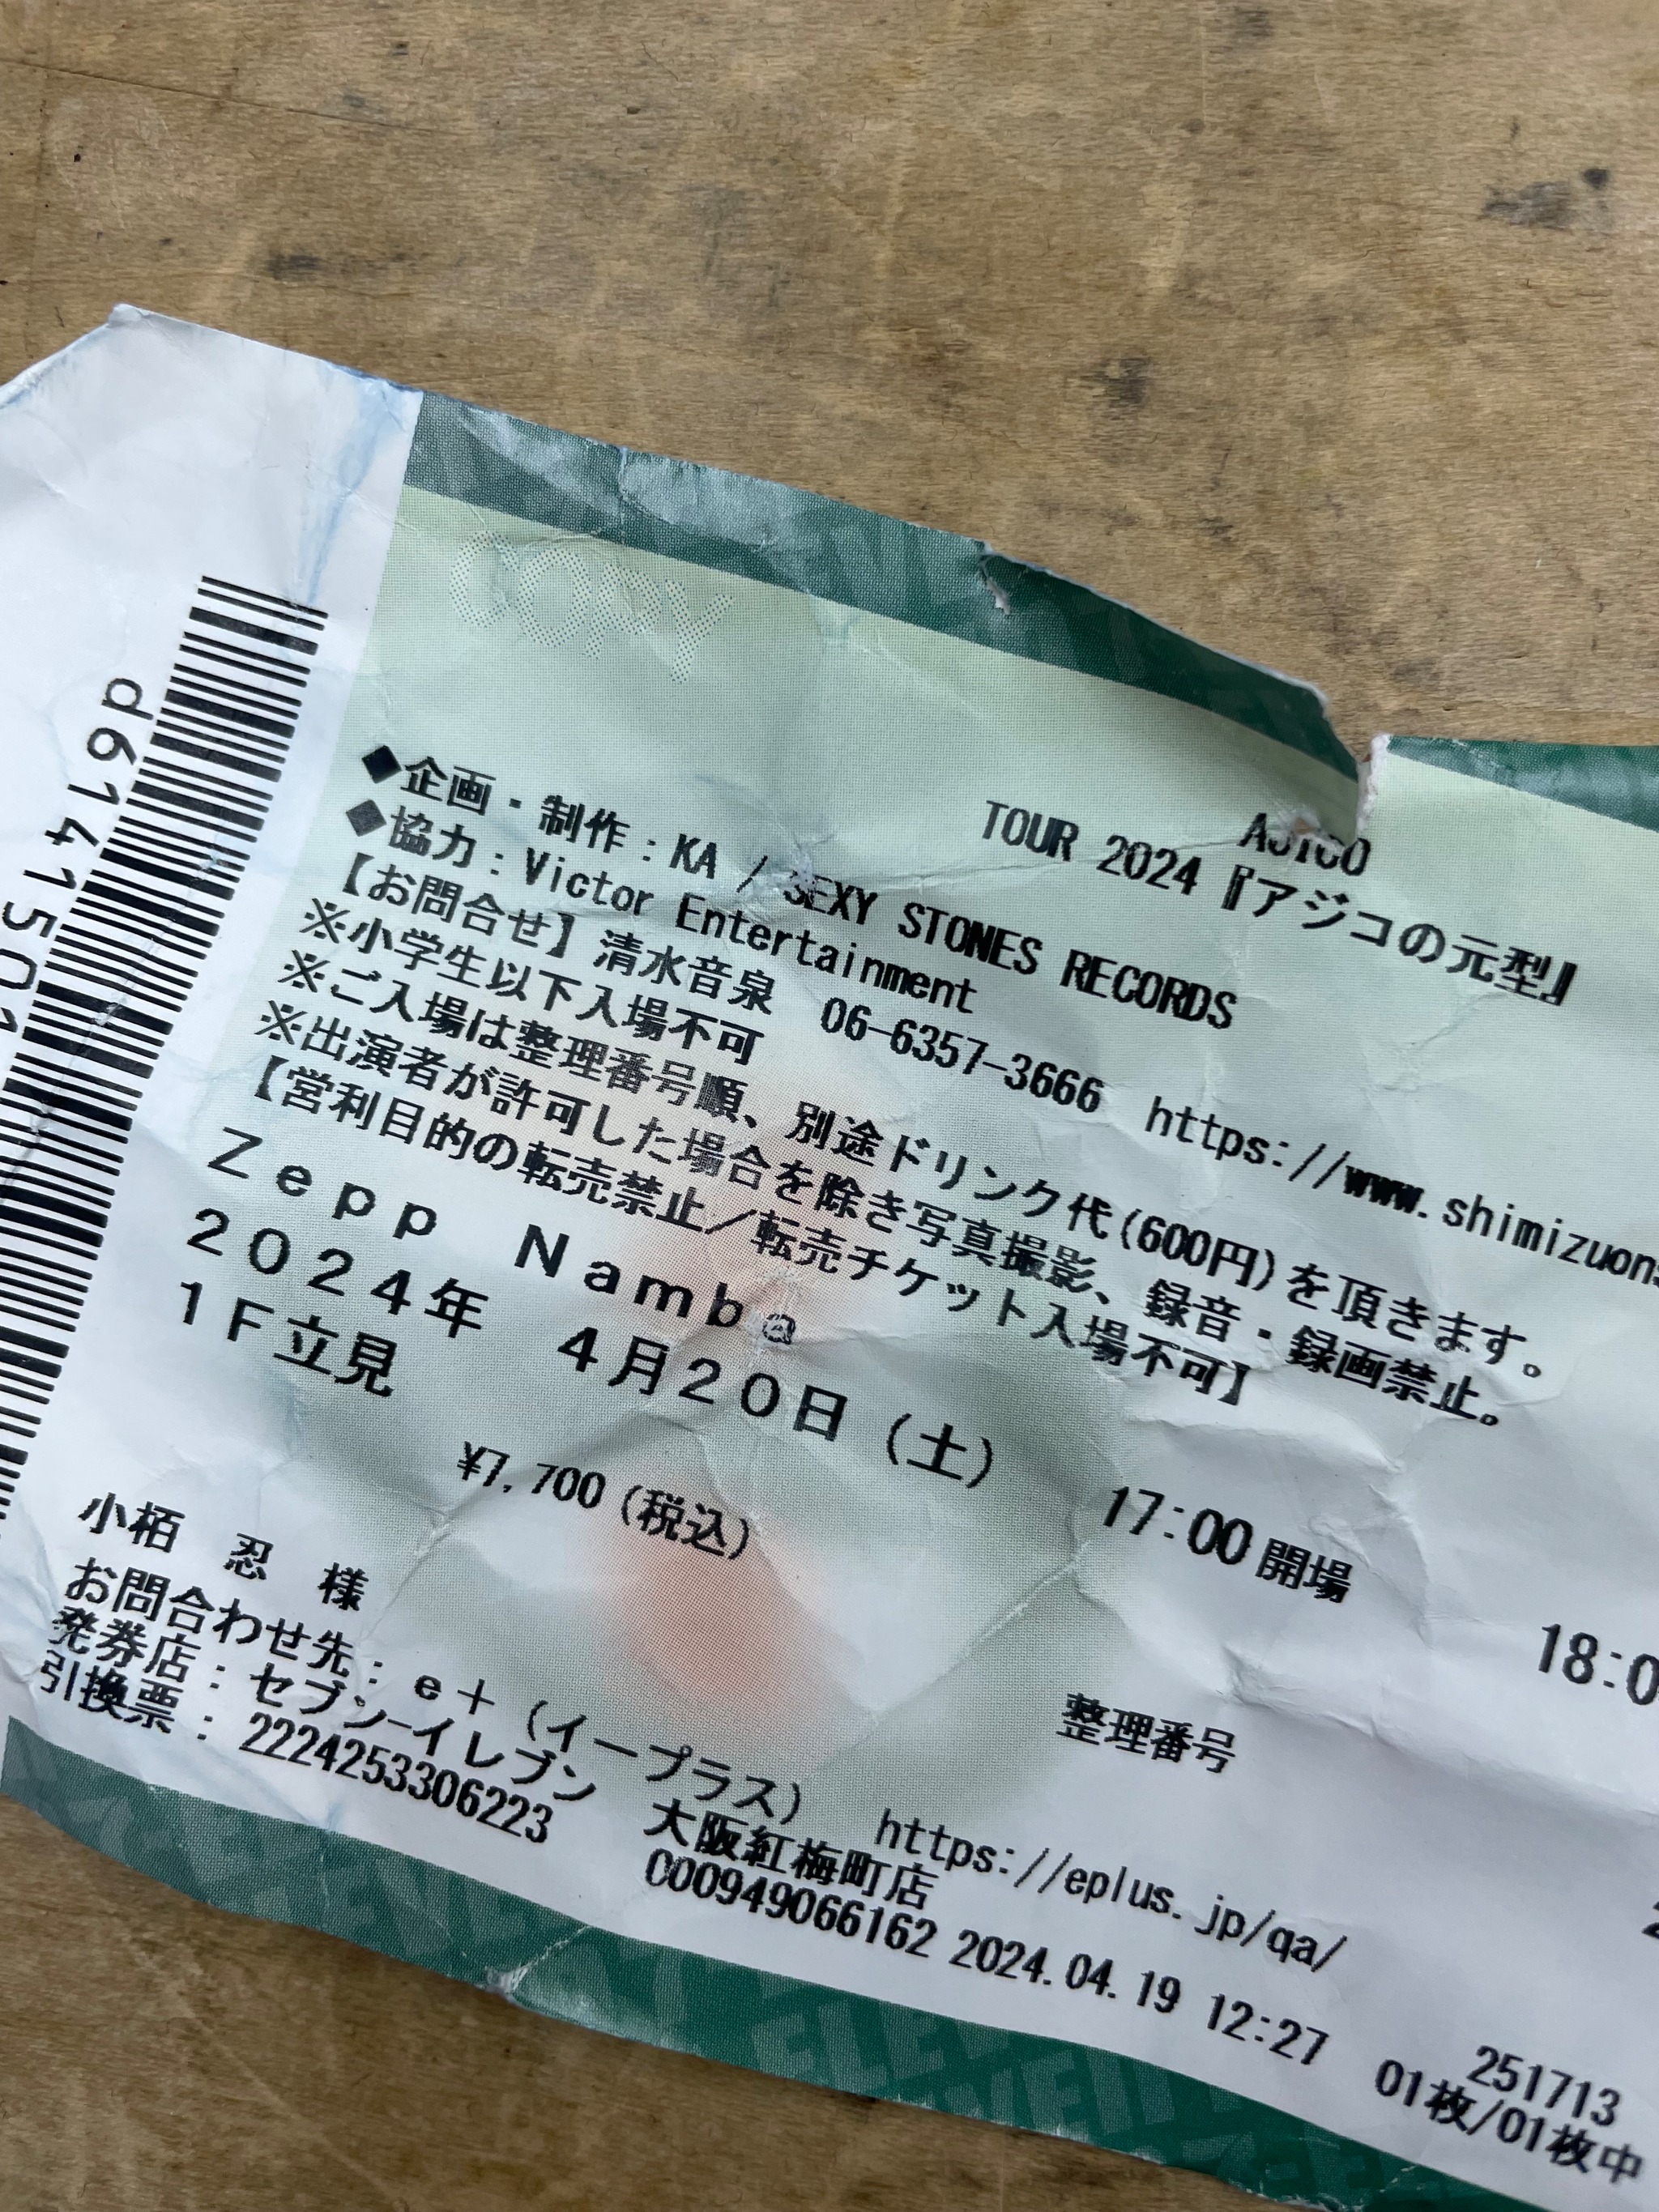 COPY
AJICO
TOUR 2024『アジコの元型』
◆企画・制作：KA / SEXY STONES RECORDS
◆協力：Victor Entertainment
【お問合せ】清水音泉 06-6357-3666 https://www.shimizuons
※小学生以下入場不可
※ご入場は整理番号順、別途ドリンク代(600円)を頂きます。
※出演者が許可した場合を除き写真撮影、録音・録画禁止。
【営利目的の転売禁止／転売チケット入場不可】
Ｚｅｐｐ　Ｎａｍｂａ
２０２４年　４月２０日（土）　17:00 開場　18:0
１Ｆ立見
¥7,700(税込)
整理番号
小栢　忍　様
お問合わせ先：ｅ＋（イープラス）　https://eplus.jp/qa/
発券店：セブン-イレブン　大阪紅梅町店
引換票：2224253306223　C00949066162 2024.04.19 12:27
251713
01枚/01枚中